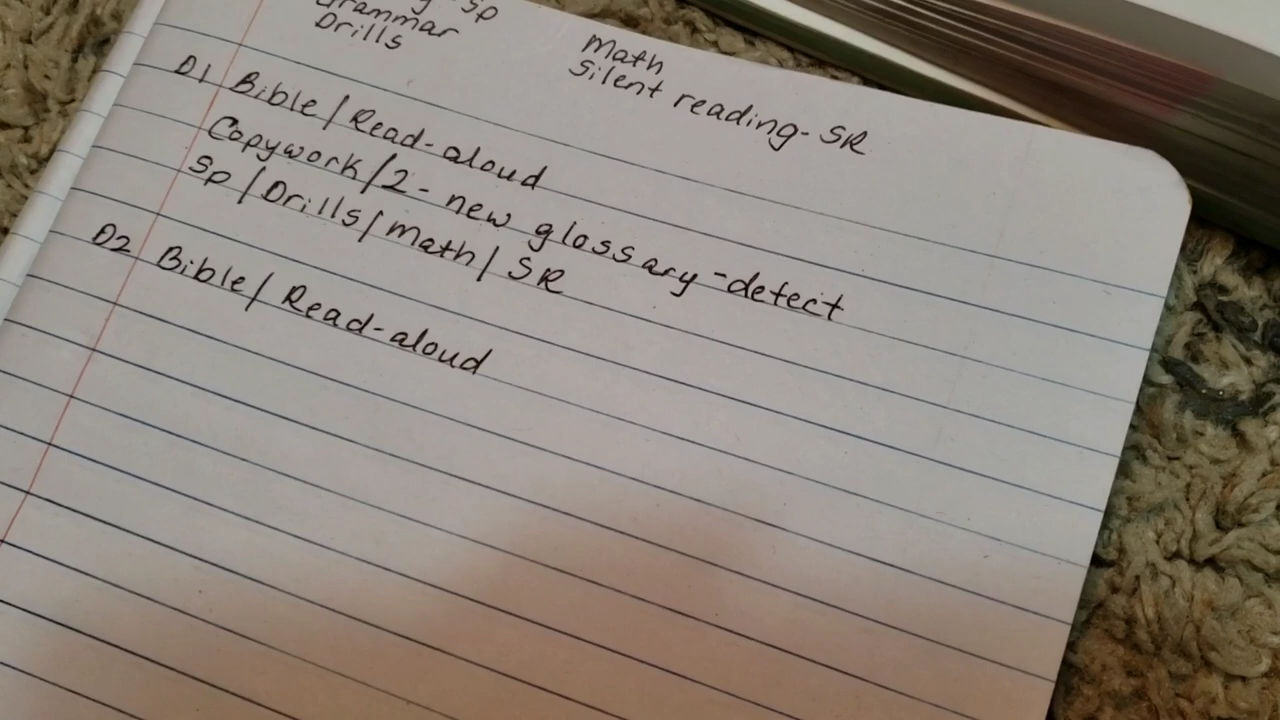 Sp
Grammar
Drills
Math
Silent reading-SR
D1 Bible/Read-aloud
Copywork/2-new glossary-detect
Sp/Drills/Math/SR
D2 Bible/Read-aloud